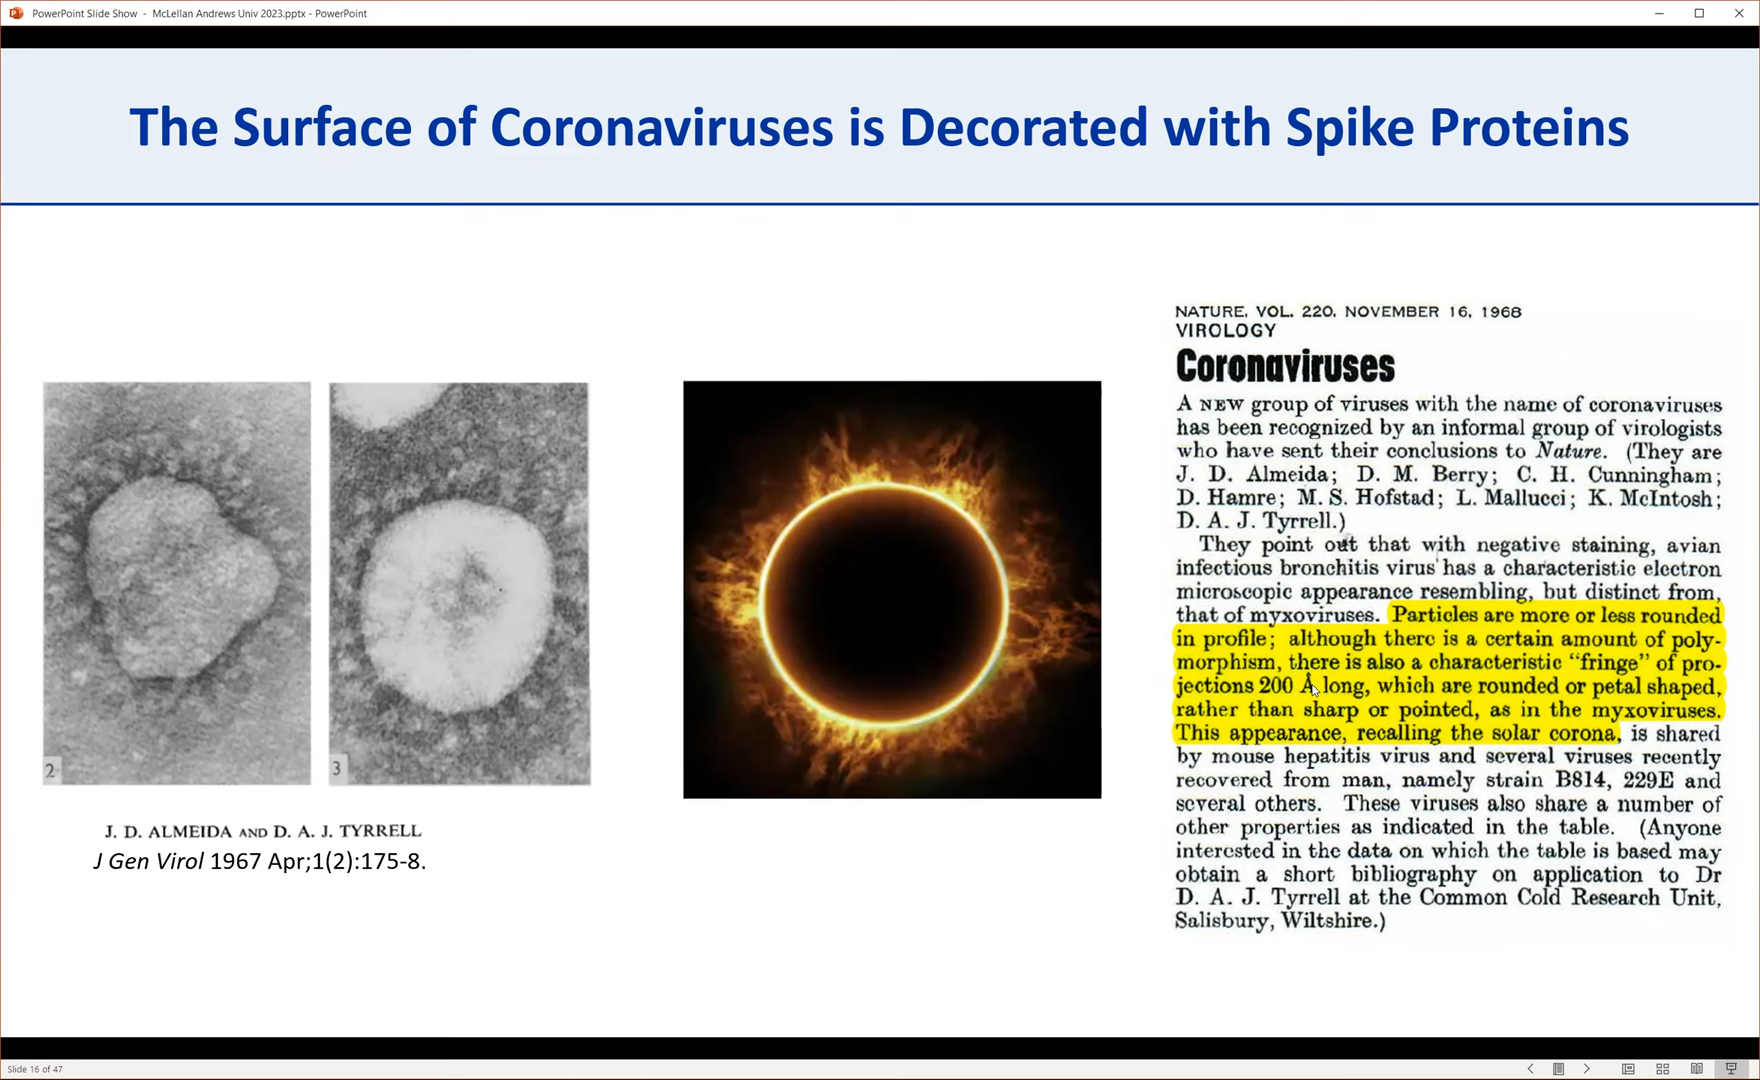 PowerPoint Slide Show - McLellan Andrews Univ 2023.pptx - PowerPoint
The Surface of Coronaviruses is Decorated with Spike Proteins
2
3
J. D. ALMEIDA AND D. A. J. TYRRELL
J Gen Virol 1967 Apr;1(2):175-8.
NATURE, VOL. 220, NOVEMBER 16, 1968
VIROLOGY
Coronaviruses
A NEW group of viruses with the name of coronaviruses
has been recognized by an informal group of virologists
who have sent their conclusions to Nature. (They are
J. D. Almeida; D. M. Berry; C. H. Cunningham;
D. Hamre; M. S. Hofstad; L. Mallucci; K. McIntosh;
D. A. J. Tyrrell.)
They point out that with negative staining, avian
infectious bronchitis virus has a characteristic electron
microscopic appearance resembling, but distinct from,
that of myxoviruses. Particles are more or less rounded
in profile; although there is a certain amount of poly-
morphism, there is also a characteristic "fringe" of pro-
jections 200 Å long, which are rounded or petal shaped,
rather than sharp or pointed, as in the myxoviruses.
This appearance, recalling the solar corona, is shared
by mouse hepatitis virus and several viruses recently
recovered from man, namely strain B814, 229E and
several others. These viruses also share a number of
other properties as indicated in the table. (Anyone
interested in the data on which the table is based may
obtain a short bibliography on application to Dr
D. A. J. Tyrrell at the Common Cold Research Unit,
Salisbury, Wiltshire.)
Slide 16 of 47